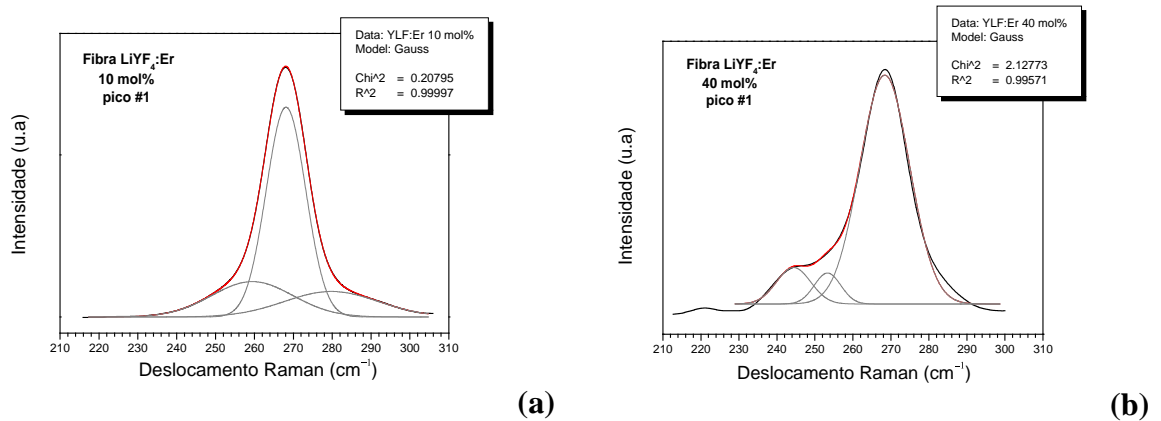 Fibra LiYF4:Er
10 mol%
pico #1
Data: YLF:Er 10 mol%
Model: Gauss
Chi^2 = 0.20795
R^2 = 0.99997
Intensidade (u.a)
210 220 230 240 250 260 270 280 290 300 310
Deslocamento Raman (cm⁻¹)
(a)
Fibra LiYF4:Er
40 mol%
pico #1
Data: YLF:Er 40 mol%
Model: Gauss
Chi^2 = 2.12773
R^2 = 0.99571
Intensidade (u.a)
210 220 230 240 250 260 270 280 290 300 310
Deslocamento Raman (cm⁻¹)
(b)